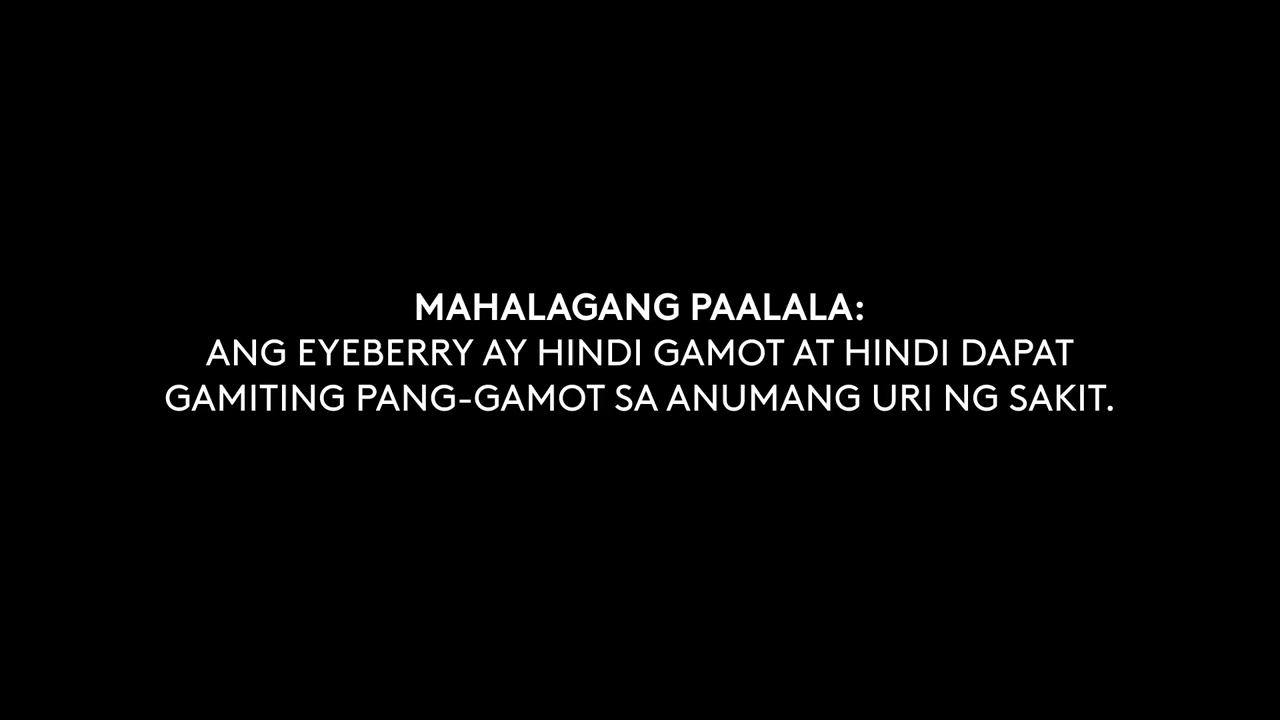 MAHALAGANG PAALALA:
ANG EYEBERRY AY HINDI GAMOT AT HINDI DAPAT
GAMITING PANG-GAMOT SA ANUMANG URI NG SAKIT.